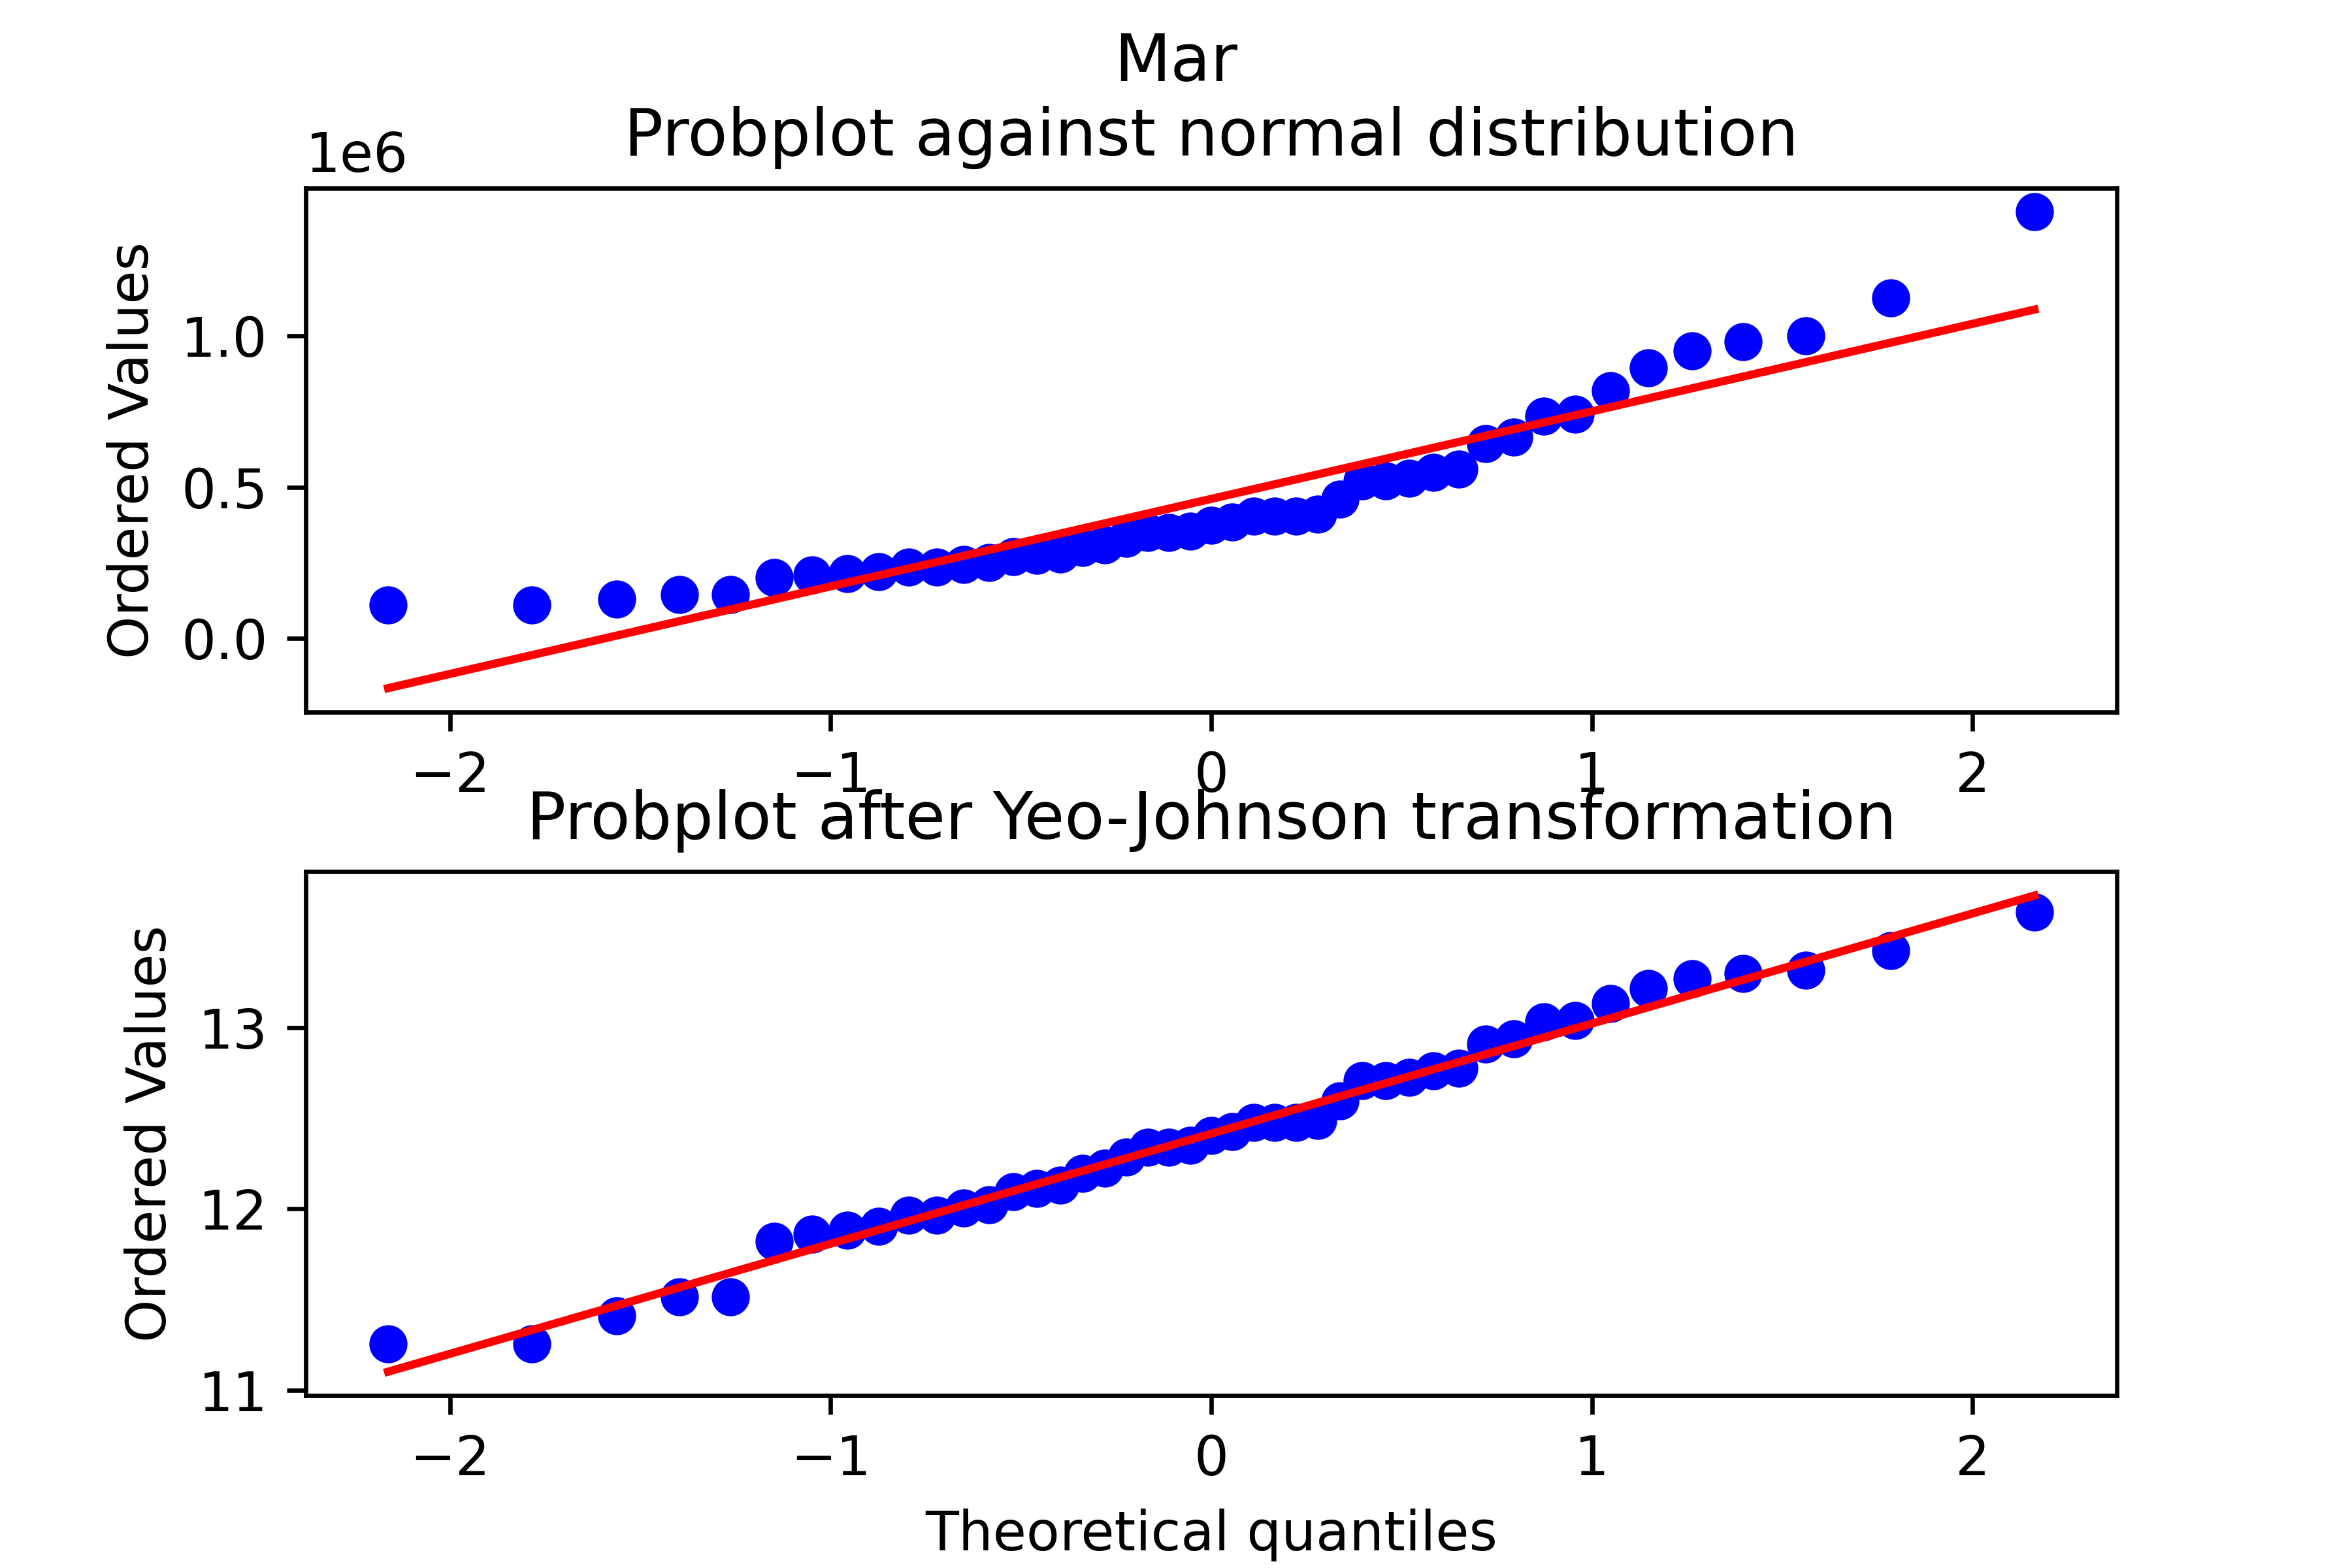 Mar
Probplot against normal distribution
1e6
Ordered Values
1.0
0.5
0.0
−2 −1 0 1 2
Probplot after Yeo-Johnson transformation
Ordered Values
13
12
11
−2 −1 0 1 2
Theoretical quantiles